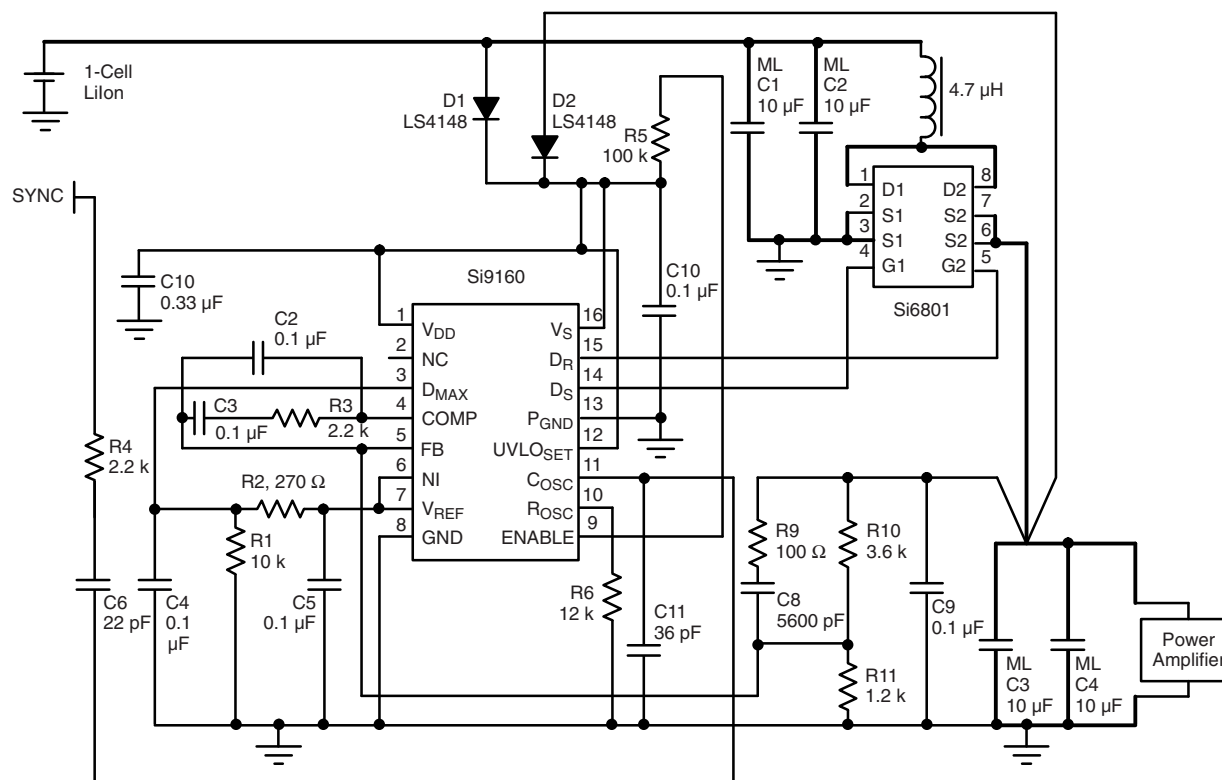 1-Cell
LiIon
D1
LS4148
D2
LS4148
R5
100 k
ML
C1
10 µF
ML
C2
10 µF
4.7 µH
SYNC
1
D1
D2
8
2
S1
S2
7
3
S1
S2
6
4
G1
G2
5
Si6801
C10
0.33 µF
Si9160
C10
0.1 µF
C2
0.1 µF
C3
0.1 µF
R3
2.2 k
R4
2.2 k
R2, 270 Ω
1
VDD
VS
16
2
NC
DR
15
3
DMAX
DS
14
4
COMP
PGND
13
5
FB
UVLOSET
12
6
NI
COSC
11
7
VREF
ROSC
10
8
GND
ENABLE
9
R1
10 k
R9
100 Ω
R10
3.6 k
C6
22 pF
C4
0.1
µF
C5
0.1 µF
R6
12 k
C11
36 pF
C8
5600 pF
C9
0.1 µF
R11
1.2 k
ML
C3
10 µF
ML
C4
10 µF
Power
Amplifier